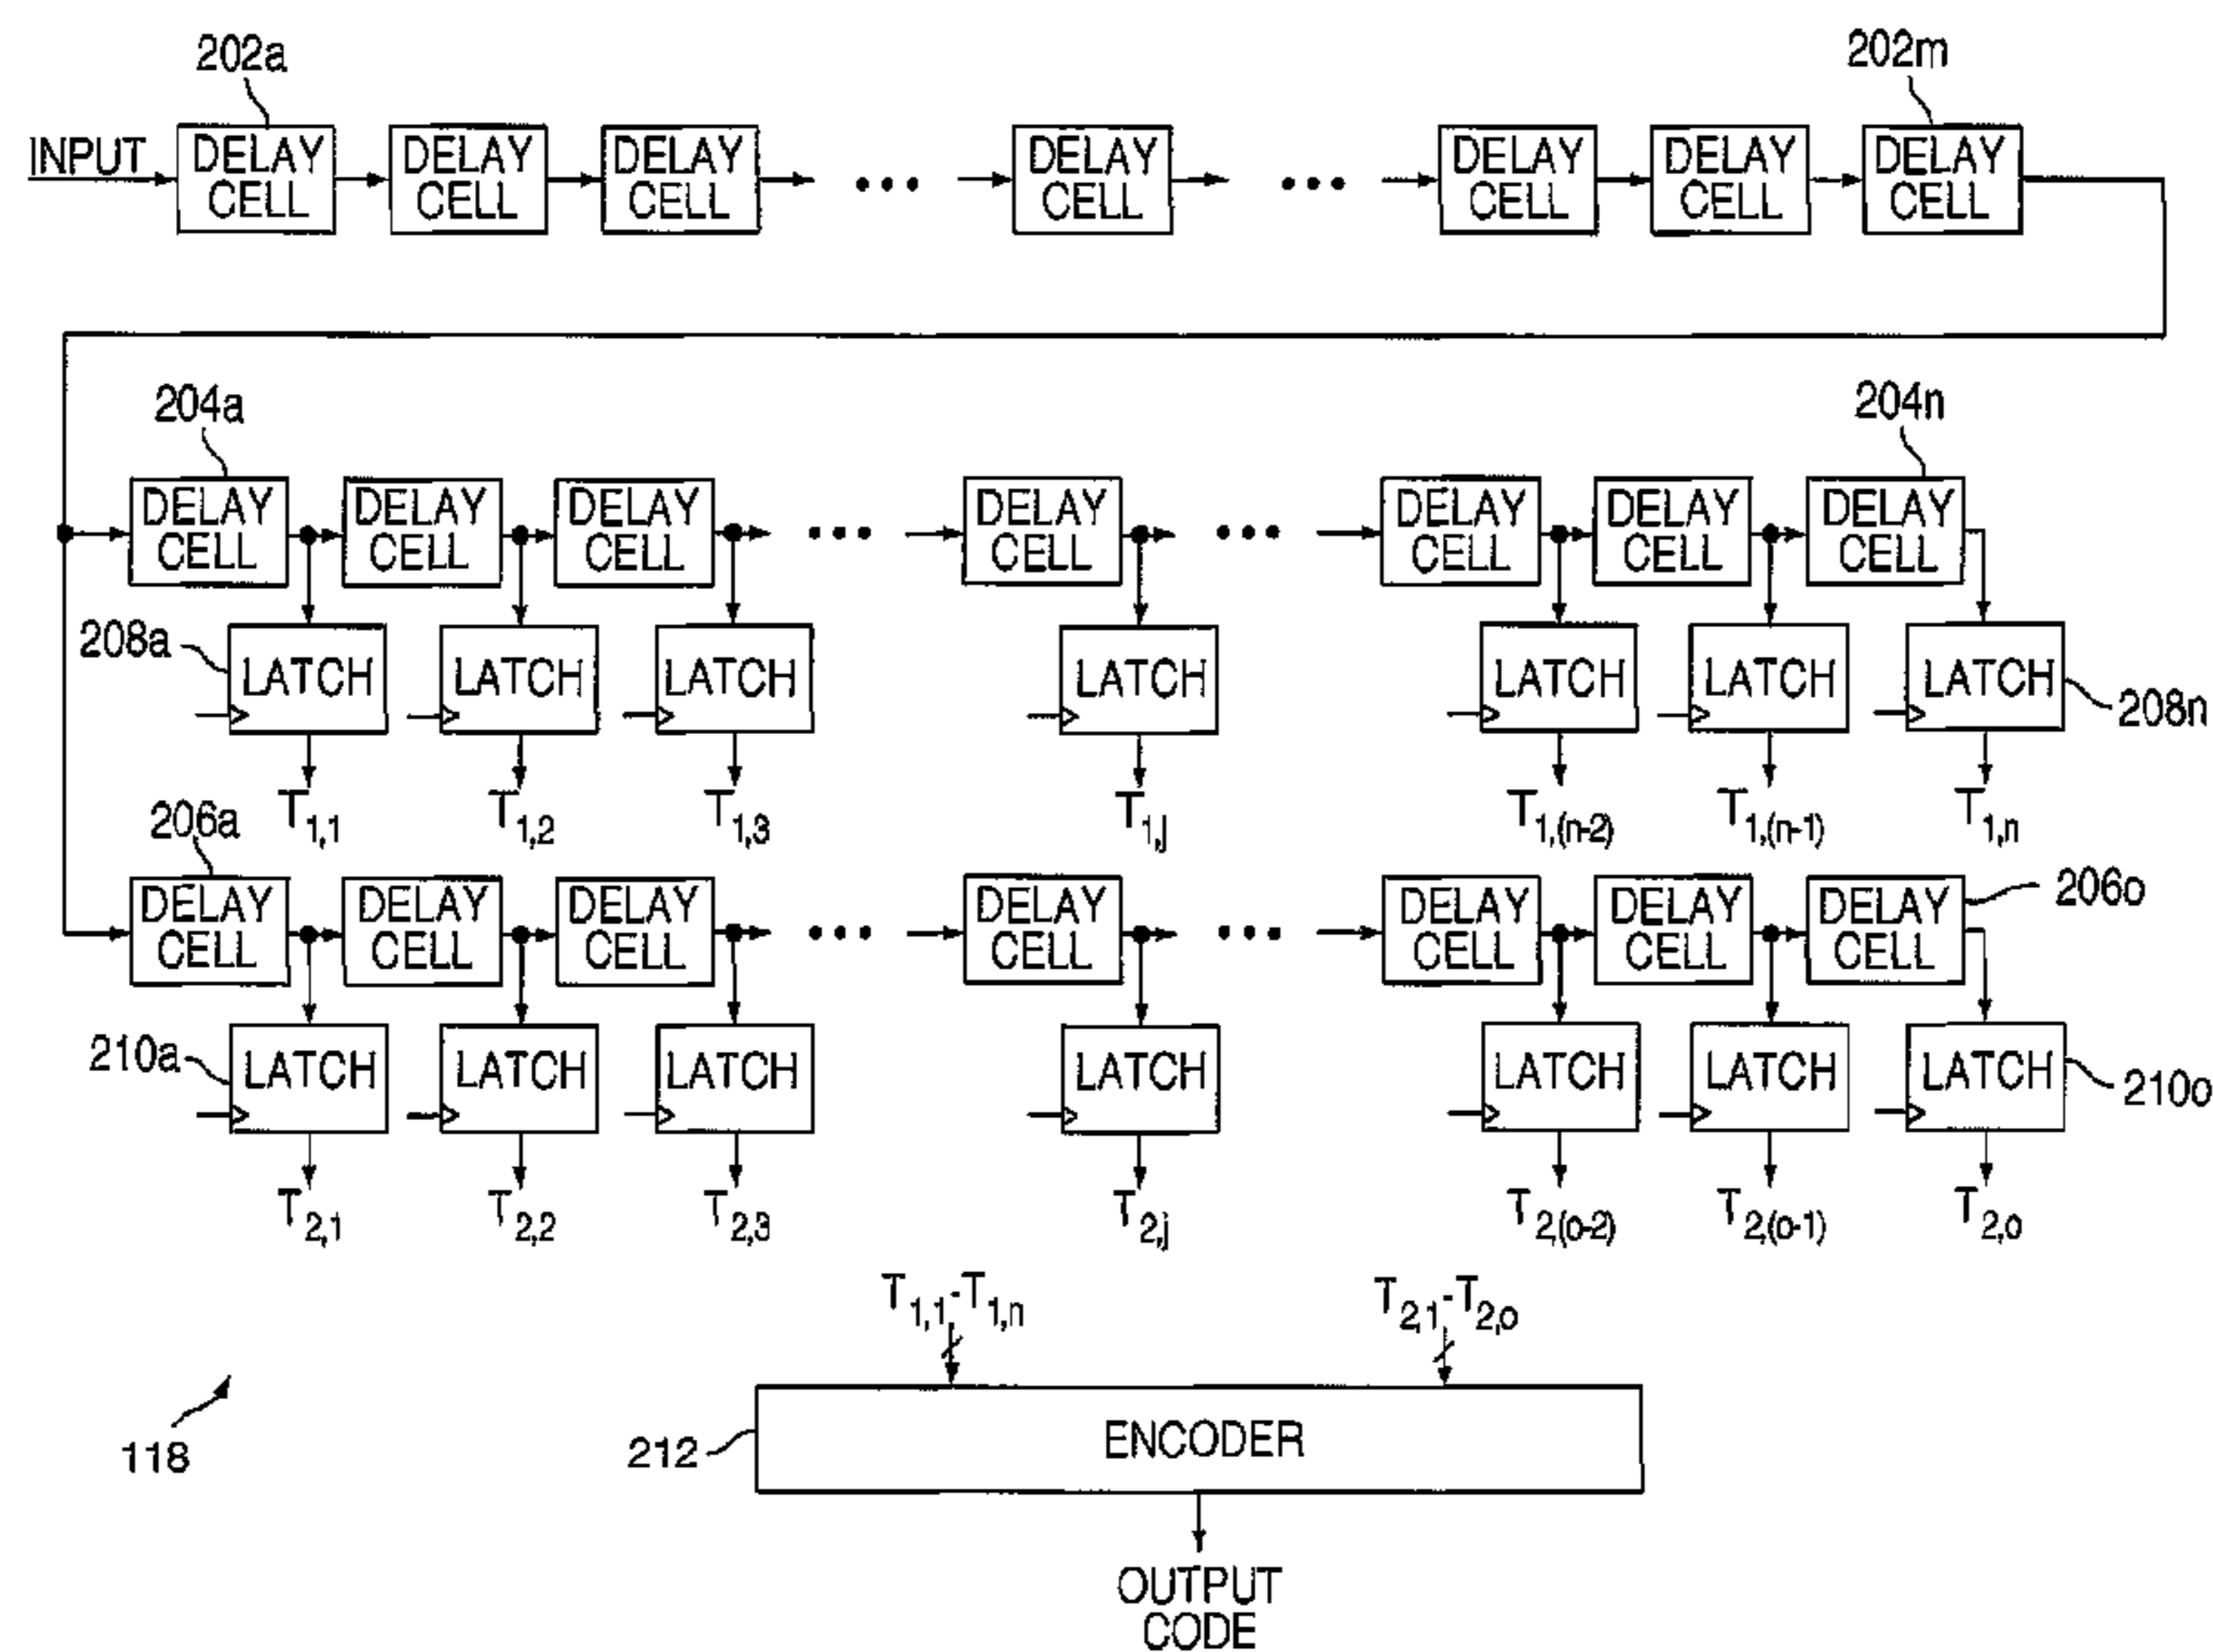 202a
202m
INPUT
DELAY CELL
DELAY CELL
DELAY CELL
•••
DELAY CELL
•••
DELAY CELL
DELAY CELL
DELAY CELL
204a
204n
DELAY CELL
DELAY CELL
DELAY CELL
•••
DELAY CELL
•••
DELAY CELL
DELAY CELL
DELAY CELL
208a
LATCH
LATCH
LATCH
LATCH
LATCH
LATCH
LATCH
208n
T1,1
T1,2
T1,3
T1,j
T1,(n-2)
T1,(n-1)
T1,n
206a
DELAY CELL
DELAY CELL
DELAY CELL
•••
DELAY CELL
•••
DELAY CELL
DELAY CELL
DELAY CELL
206o
210a
LATCH
LATCH
LATCH
LATCH
LATCH
LATCH
LATCH
210o
T2,1
T2,2
T2,3
T2,j
T2,(o-2)
T2,(o-1)
T2,o
T1,1-T1,n
T2,1-T2,o
118
212
ENCODER
OUTPUT
CODE